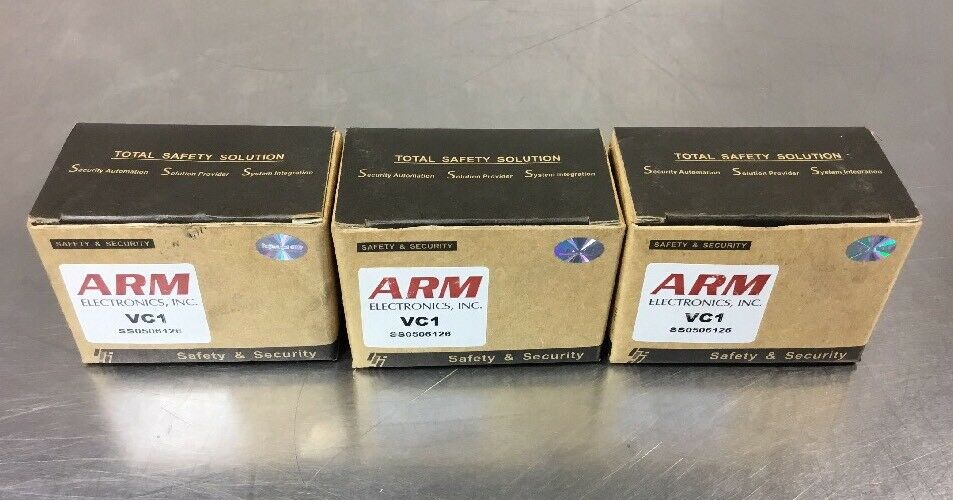 TOTAL SAFETY SOLUTION
Security Automation Solution Provider System Integration
SAFETY & SECURITY
ARM
ELECTRONICS, INC.
VC1
SS0506126
Safety & Security
TOTAL SAFETY SOLUTION
Security Automation Solution Provider System Integration
SAFETY & SECURITY
ARM
ELECTRONICS, INC.
VC1
SS0506126
Safety & Security
TOTAL SAFETY SOLUTION
Security Automation Solution Provider System Integration
SAFETY & SECURITY
ARM
ELECTRONICS, INC.
VC1
SS0506126
Safety & Security